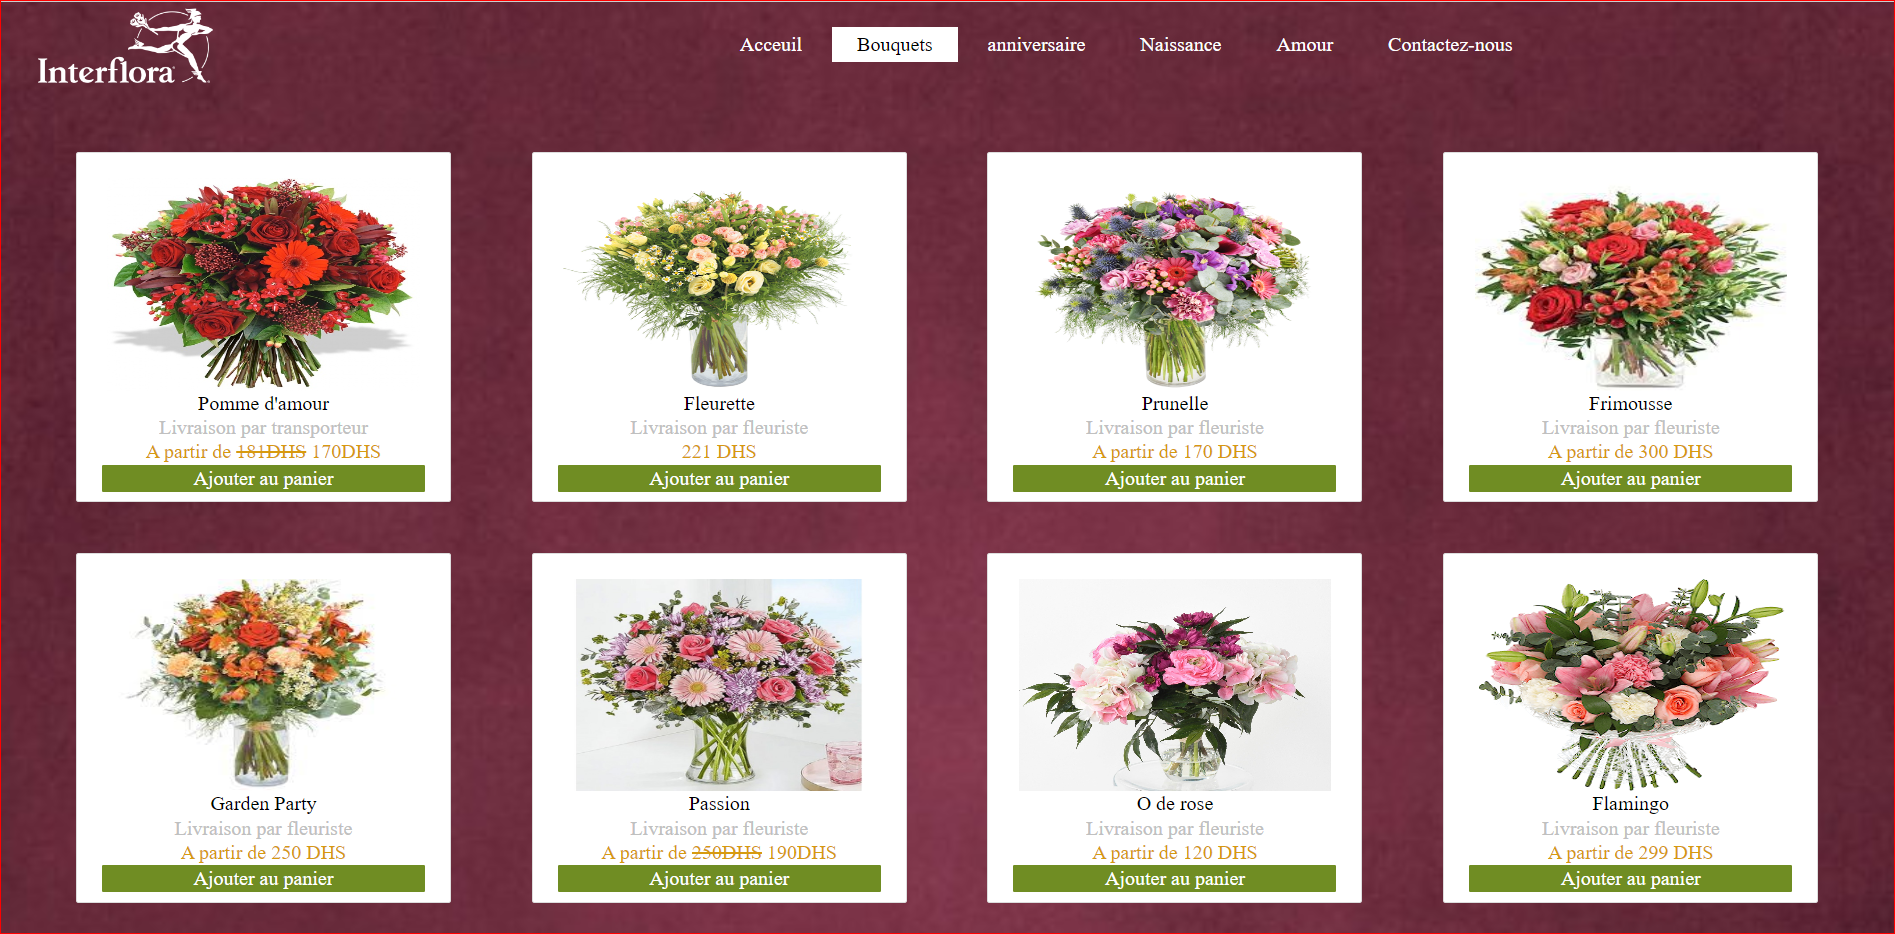 Interflora
Acceuil Bouquets anniversaire Naissance Amour Contactez-nous
Pomme d'amour
Livraison par transporteur
A partir de 181DHS 170DHS
Ajouter au panier
Fleurette
Livraison par fleuriste
221 DHS
Ajouter au panier
Prunelle
Livraison par fleuriste
A partir de 170 DHS
Ajouter au panier
Frimousse
Livraison par fleuriste
A partir de 300 DHS
Ajouter au panier
Garden Party
Livraison par fleuriste
A partir de 250 DHS
Ajouter au panier
Passion
Livraison par fleuriste
A partir de 250DHS 190DHS
Ajouter au panier
O de rose
Livraison par fleuriste
A partir de 120 DHS
Ajouter au panier
Flamingo
Livraison par fleuriste
A partir de 299 DHS
Ajouter au panier